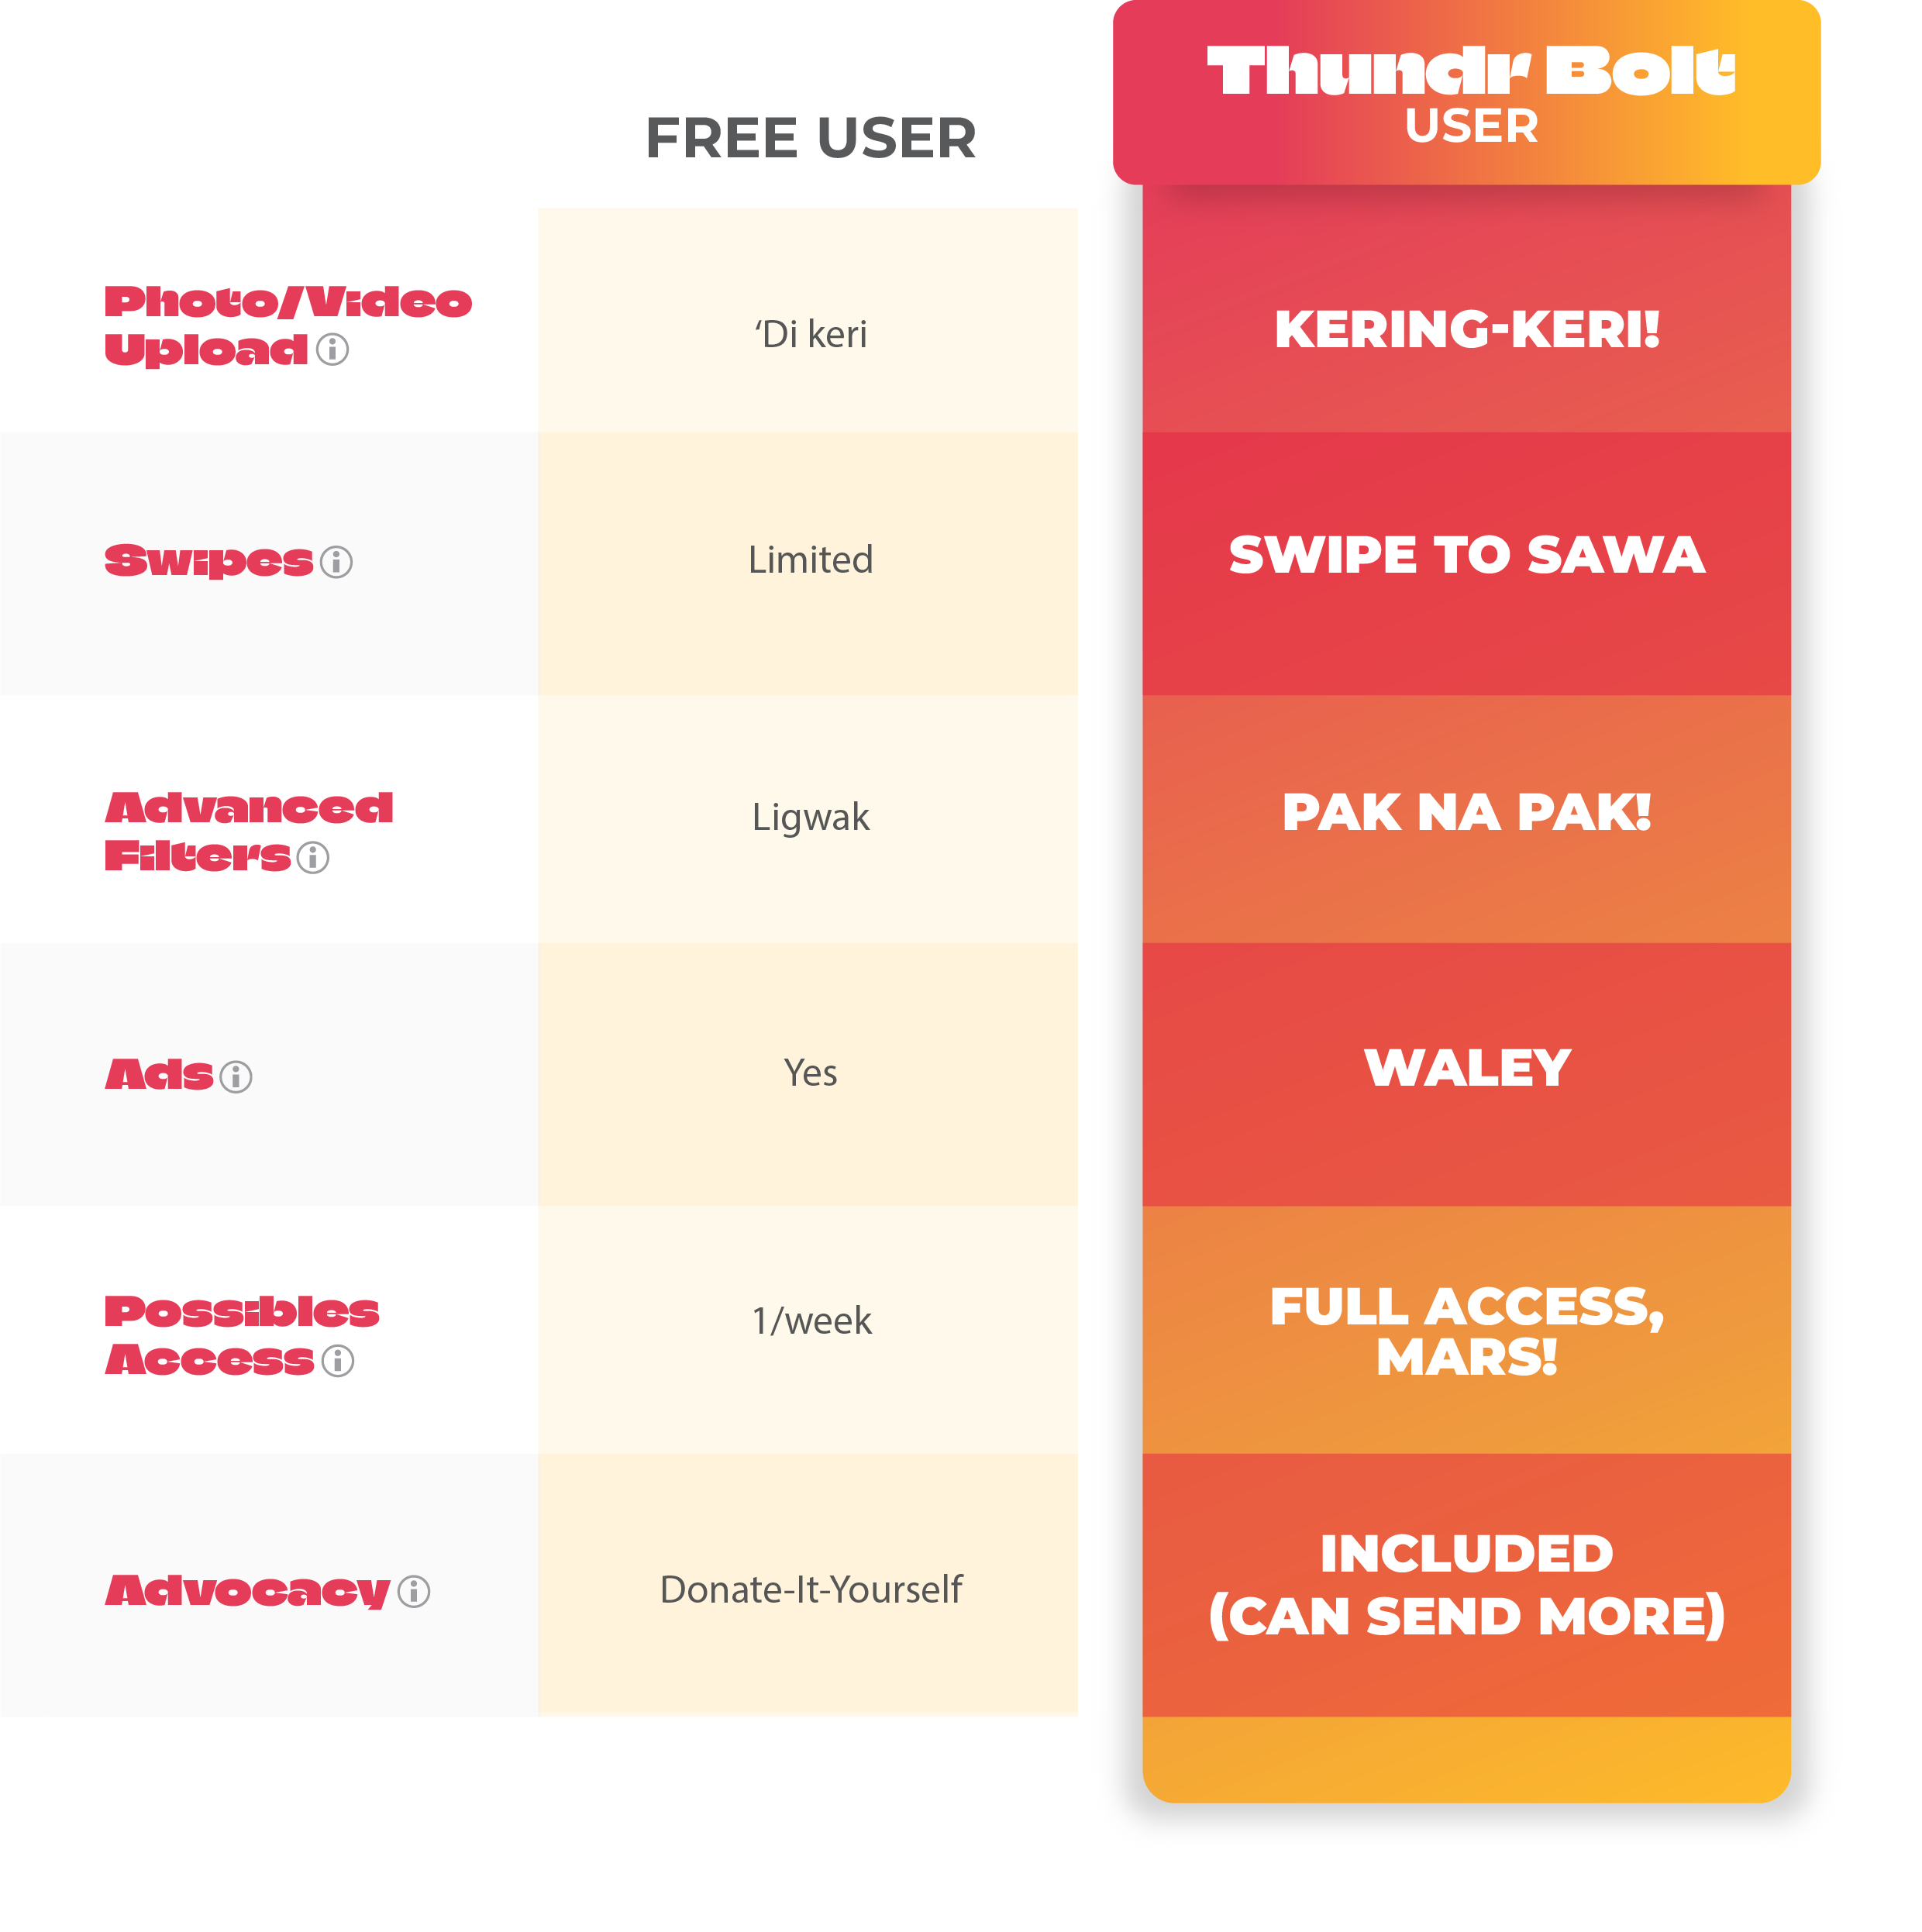 Thundr Bolt
USER
FREE USER
Photo/Video
Upload
‘Di keri
KERING-KERI!
Swipes
Limited
SWIPE TO SAWA
Advanced
Filters
Ligwak
PAK NA PAK!
Ads
Yes
WALEY
Possibles
Access
1/week
FULL ACCESS,
MARS!
Advocacy
Donate-It-Yourself
INCLUDED
(CAN SEND MORE)